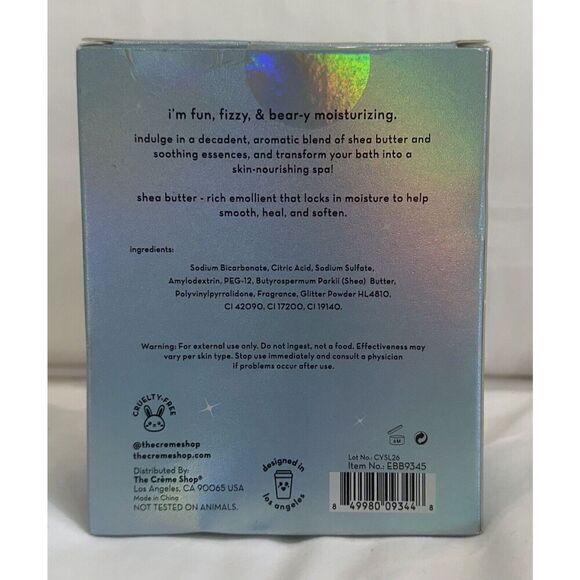 i'm fun, fizzy, & bear-y moisturizing.
indulge in a decadent, aromatic blend of shea butter and
soothing essences, and transform your bath into a
skin-nourishing spa!
shea butter - rich emollient that locks in moisture to help
smooth, heal, and soften.
ingredients:
Sodium Bicarbonate, Citric Acid, Sodium Sulfate,
Amylodextrin, PEG-12, Butyrospermum Parkii (Shea) Butter,
Polyvinylpyrrolidone, Fragrance, Glitter Powder HL4810,
CI 42090, CI 17200, CI 19140.
Warning: For external use only. Do not ingest, not a food. Effectiveness may
vary per skin type. Stop use immediately and consult a physician
if problems occur after use.
CRUELTY-FREE
@thecremeshop
thecremeshop.com
Distributed By:
The Crème Shop®
Los Angeles, CA 90065 USA
Made in China
NOT TESTED ON ANIMALS.
designed in
los angeles
6M
Lot No.: CYSL26
Item No.: EBB9345
8 49980 09344 8